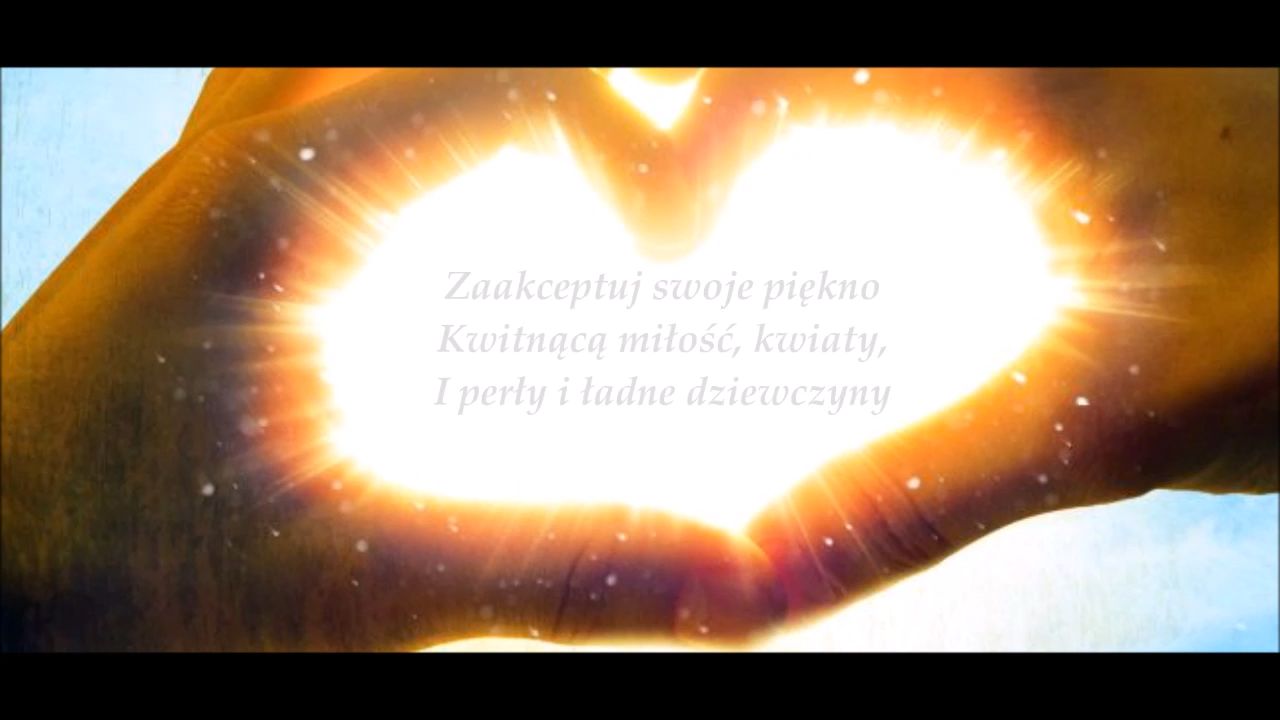 Zaakceptuj swoje piękno
Kwitnącą miłość, kwiaty,
I perły i ładne dziewczyny